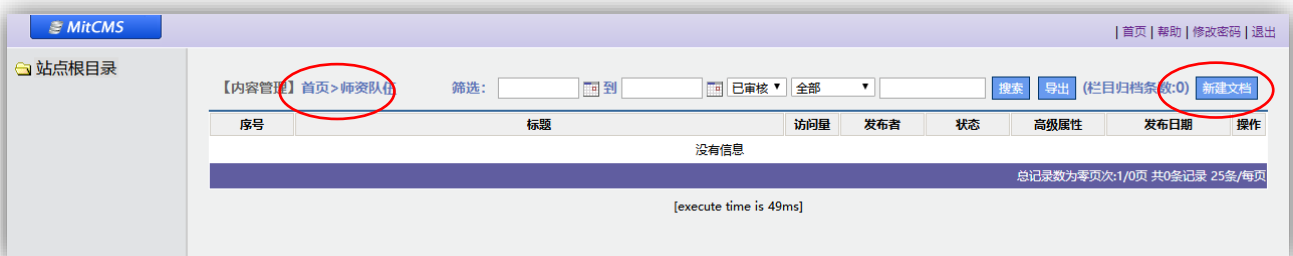 MitCMS
| 首页 | 帮助 | 修改密码 | 退出
站点根目录
【内容管理】首页>师资队伍 筛选： 到 已审核 全部 搜索 导出 (栏目归档条数:0) 新建文档
序号 标题 访问量 发布者 状态 高级属性 发布日期 操作
没有信息
总记录数为零页次:1/0页 共0条记录 25条/每页
[execute time is 49ms]